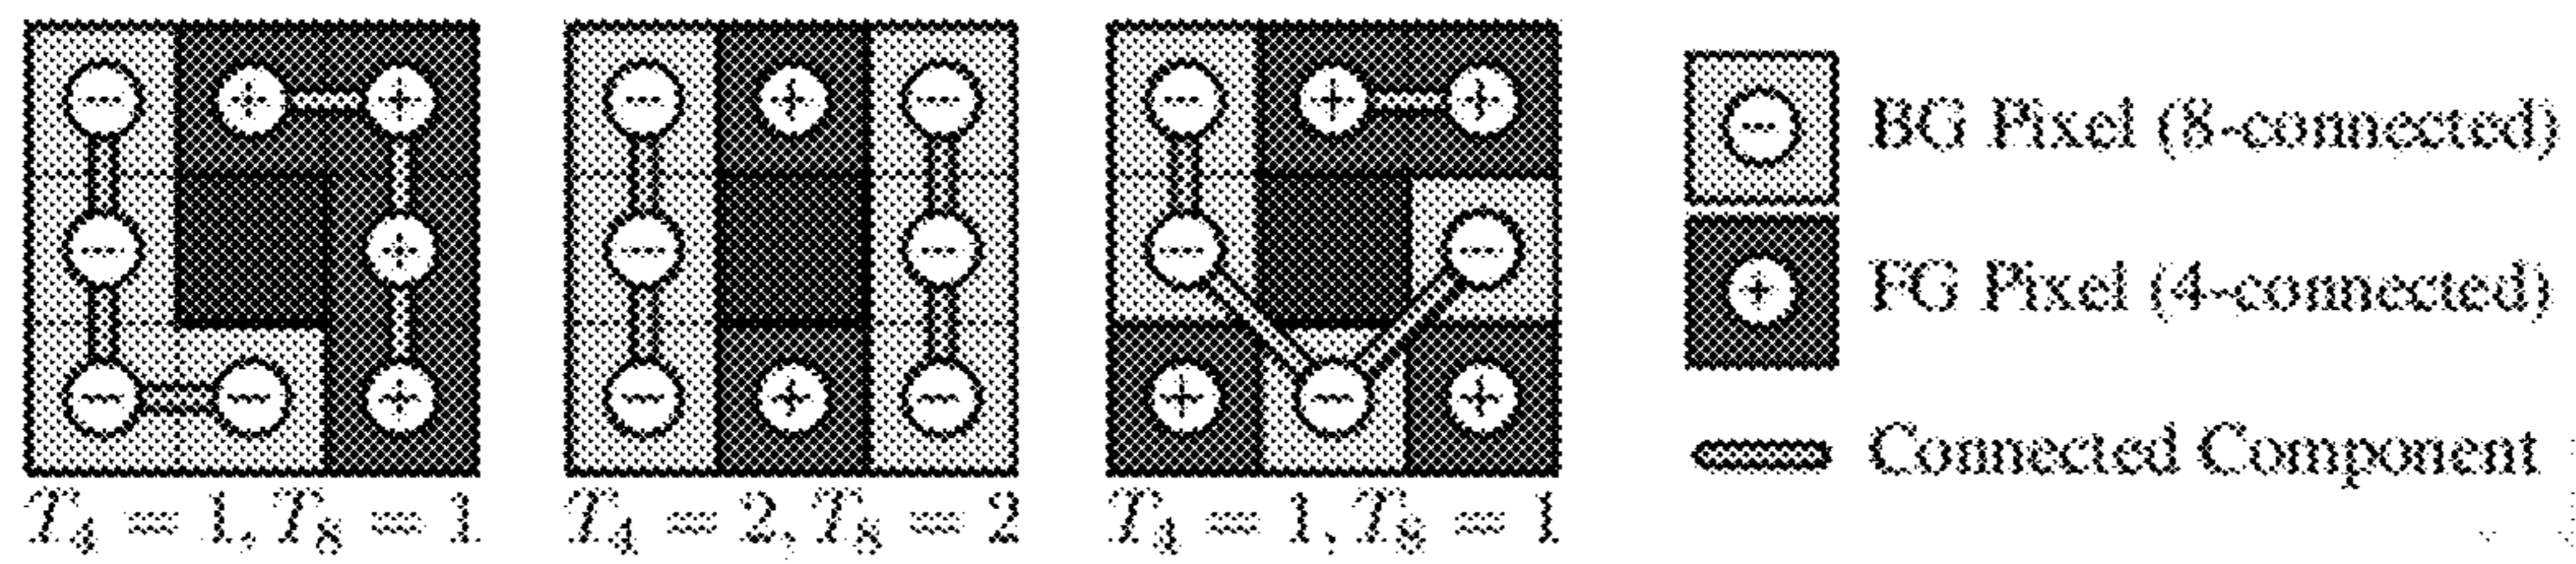 BG Pixel (8-connected)
FG Pixel (4-connected)
Connected Component
T₄ = 1, T₈ = 1
T₄ = 2, T₈ = 2
T₄ = 1, T₈ = 1